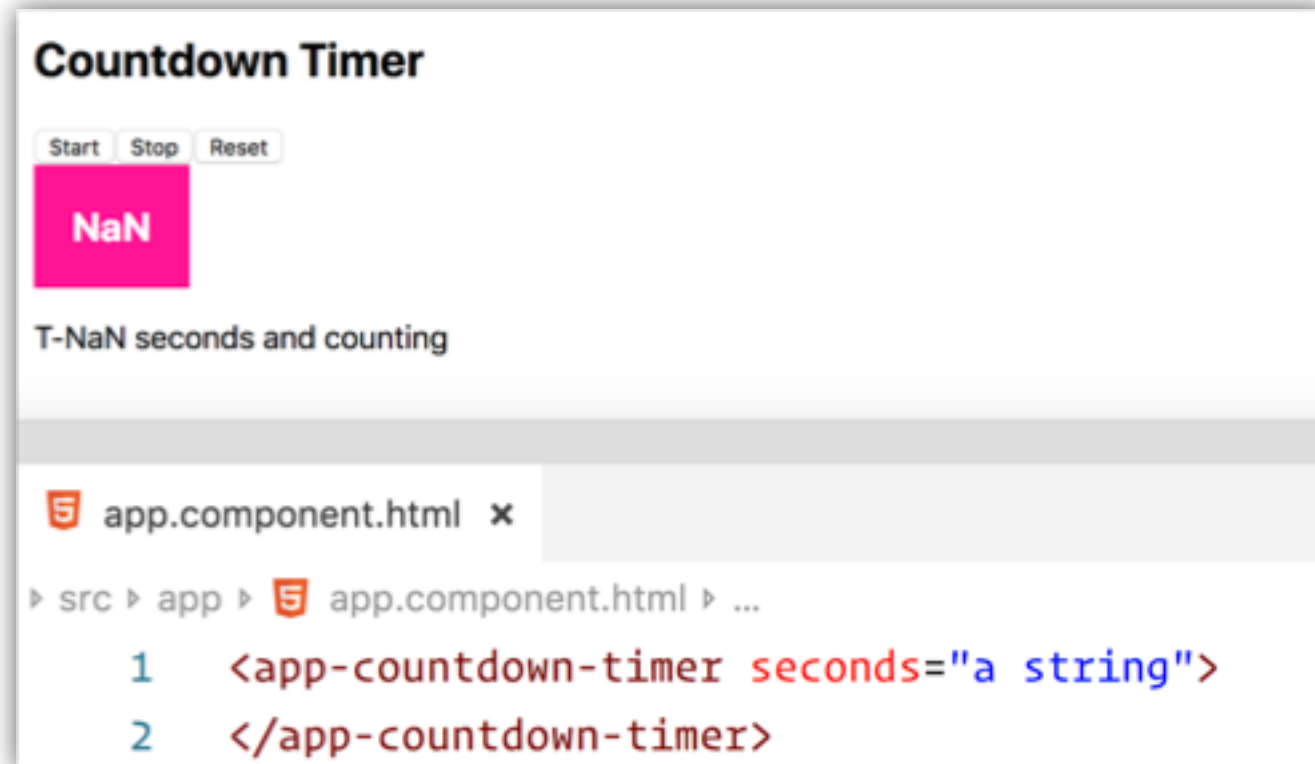 Countdown Timer
Start Stop Reset
NaN
T-NaN seconds and counting
app.component.html ×
src app app.component.html ...
1 <app-countdown-timer seconds="a string">
2 </app-countdown-timer>